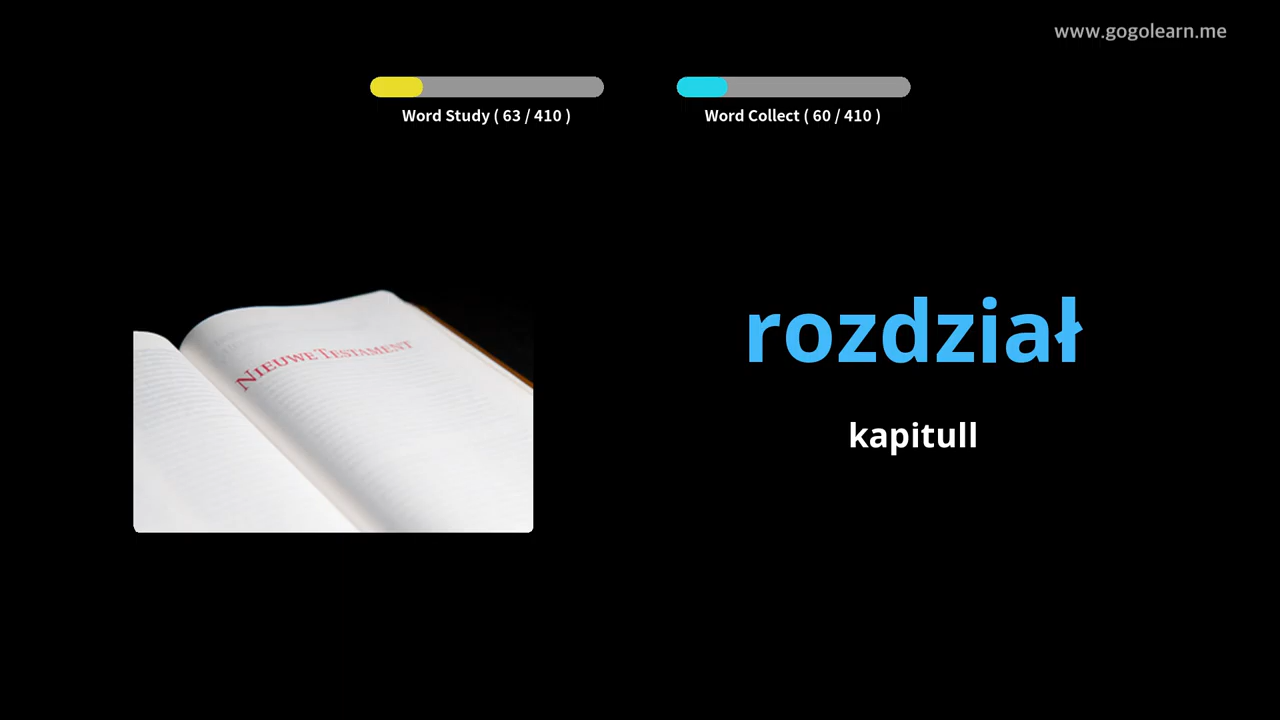 www.gogolearn.me
Word Study ( 63 / 410 )
Word Collect ( 60 / 410 )
NIEUWE TESTAMENT
rozdział
kapitull